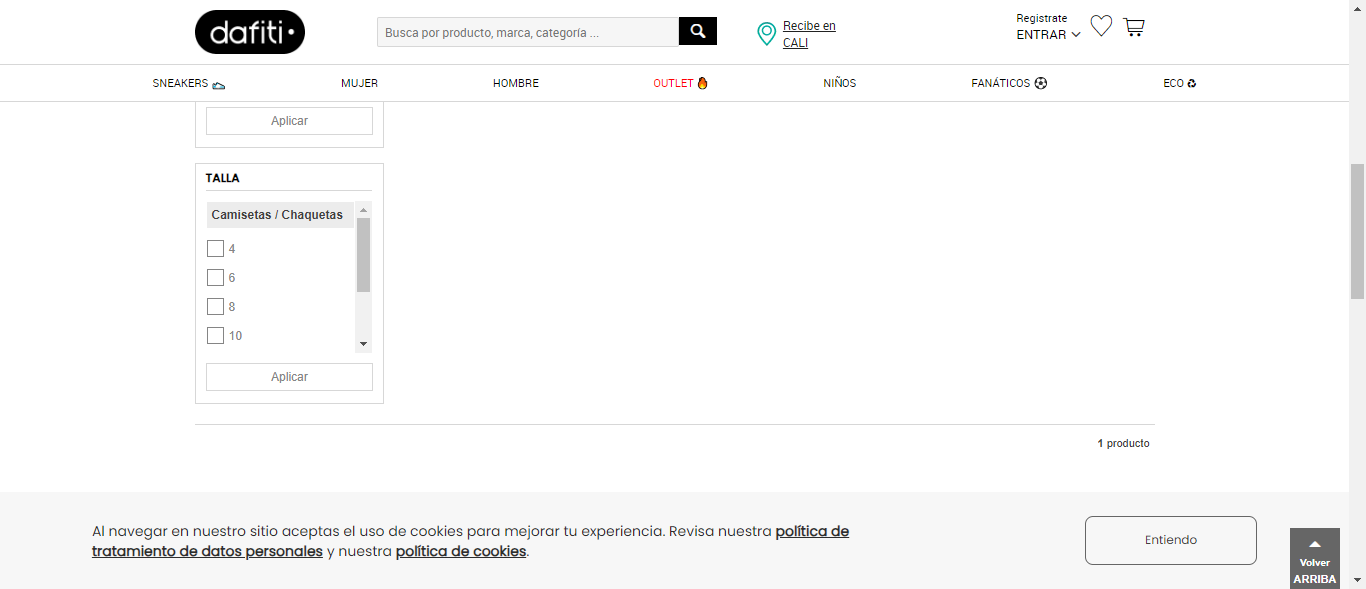 dafiti
Busca por producto, marca, categoría ...
Recibe en
CALI
Registrate
ENTRAR
SNEAKERS
MUJER
HOMBRE
OUTLET
NIÑOS
FANÁTICOS
ECO
Aplicar
TALLA
Camisetas / Chaquetas
4
6
8
10
Aplicar
1 producto
Al navegar en nuestro sitio aceptas el uso de cookies para mejorar tu experiencia. Revisa nuestra política de
tratamiento de datos personales y nuestra política de cookies.
Entiendo
Volver
ARRIBA